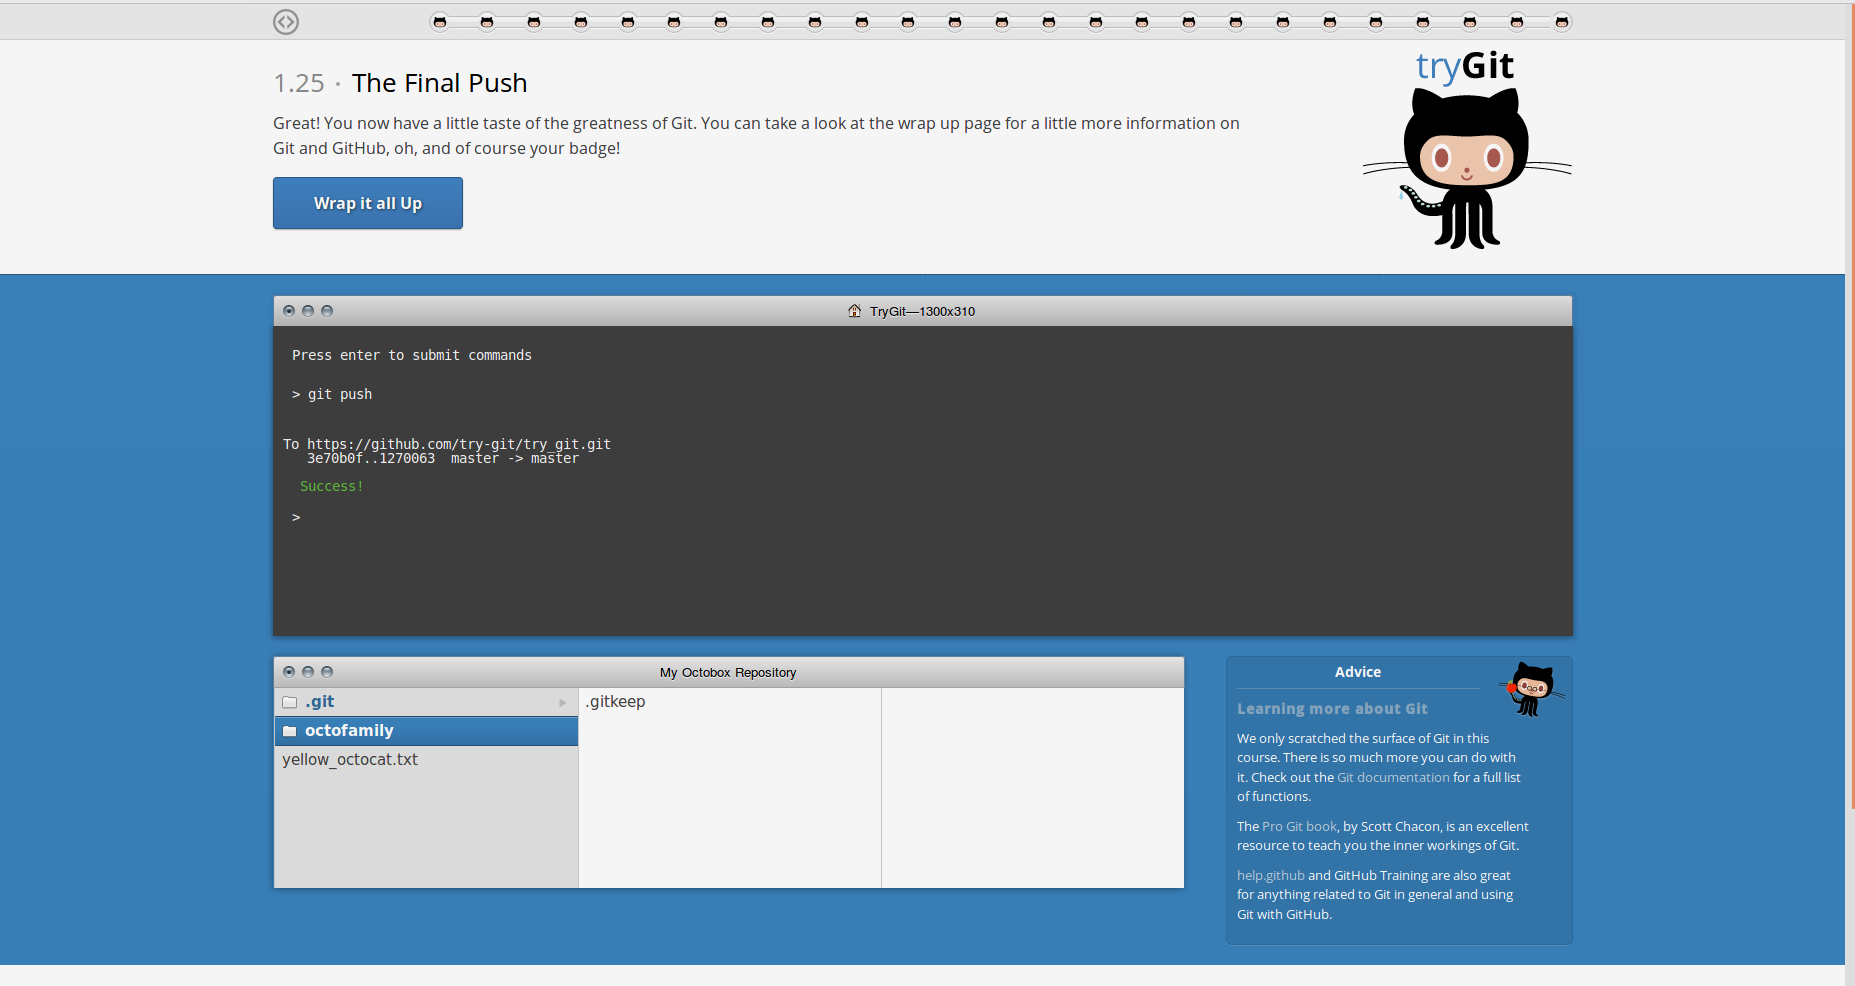 1.25 · The Final Push
Great! You now have a little taste of the greatness of Git. You can take a look at the wrap up page for a little more information on
Git and GitHub, oh, and of course your badge!
Wrap it all Up
tryGit
TryGit—1300x310
Press enter to submit commands
> git push
To https://github.com/try-git/try_git.git
3e70b0f..1270063  master -> master
Success!
>
My Octobox Repository
.git
octofamily
yellow_octocat.txt
.gitkeep
Advice
Learning more about Git
We only scratched the surface of Git in this
course. There is so much more you can do with
it. Check out the Git documentation for a full list
of functions.
The Pro Git book, by Scott Chacon, is an excellent
resource to teach you the inner workings of Git.
help.github and GitHub Training are also great
for anything related to Git in general and using
Git with GitHub.